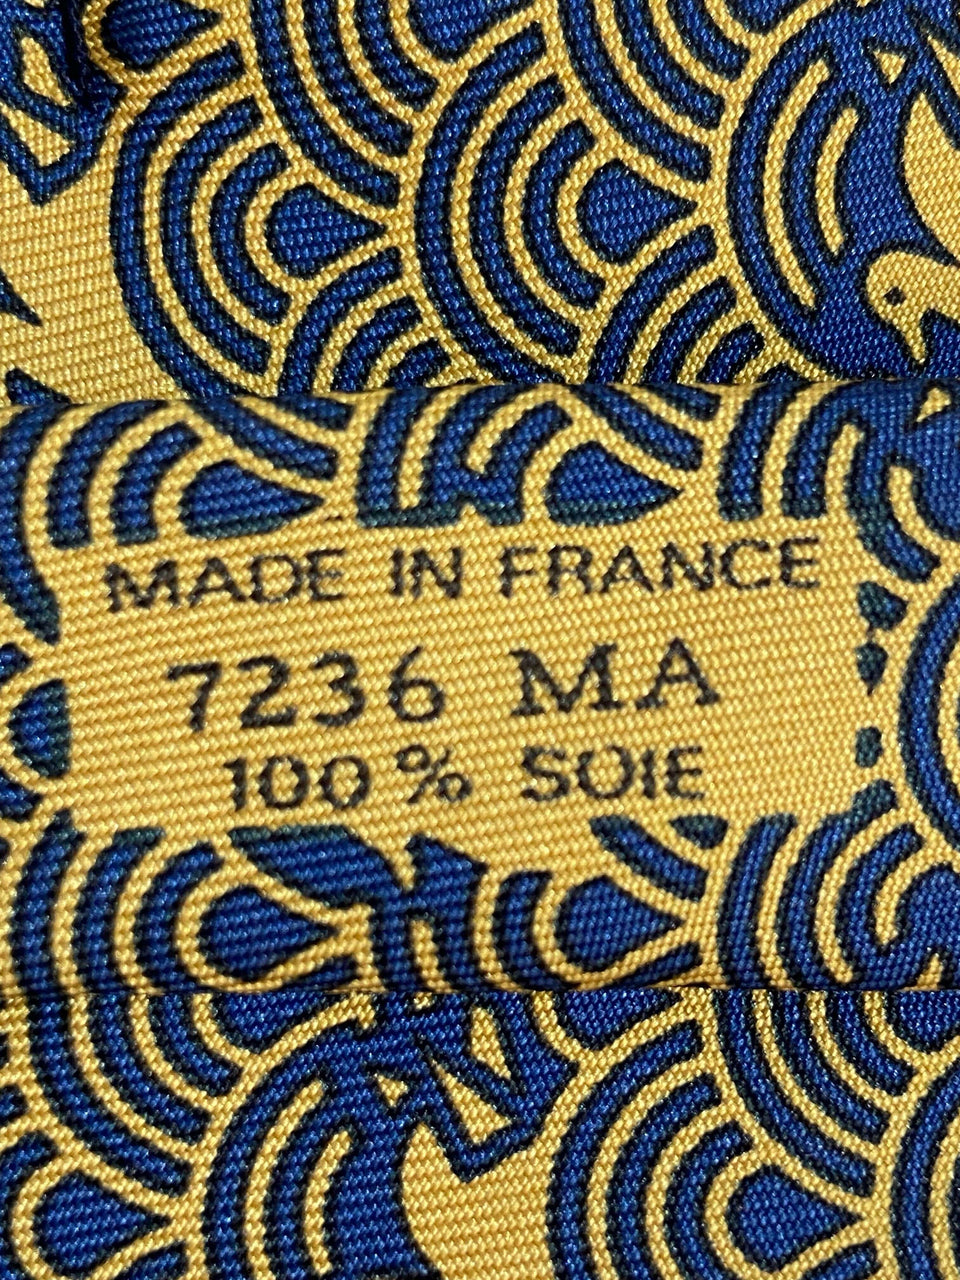 MADE IN FRANCE
7236 MA
100% SOIE